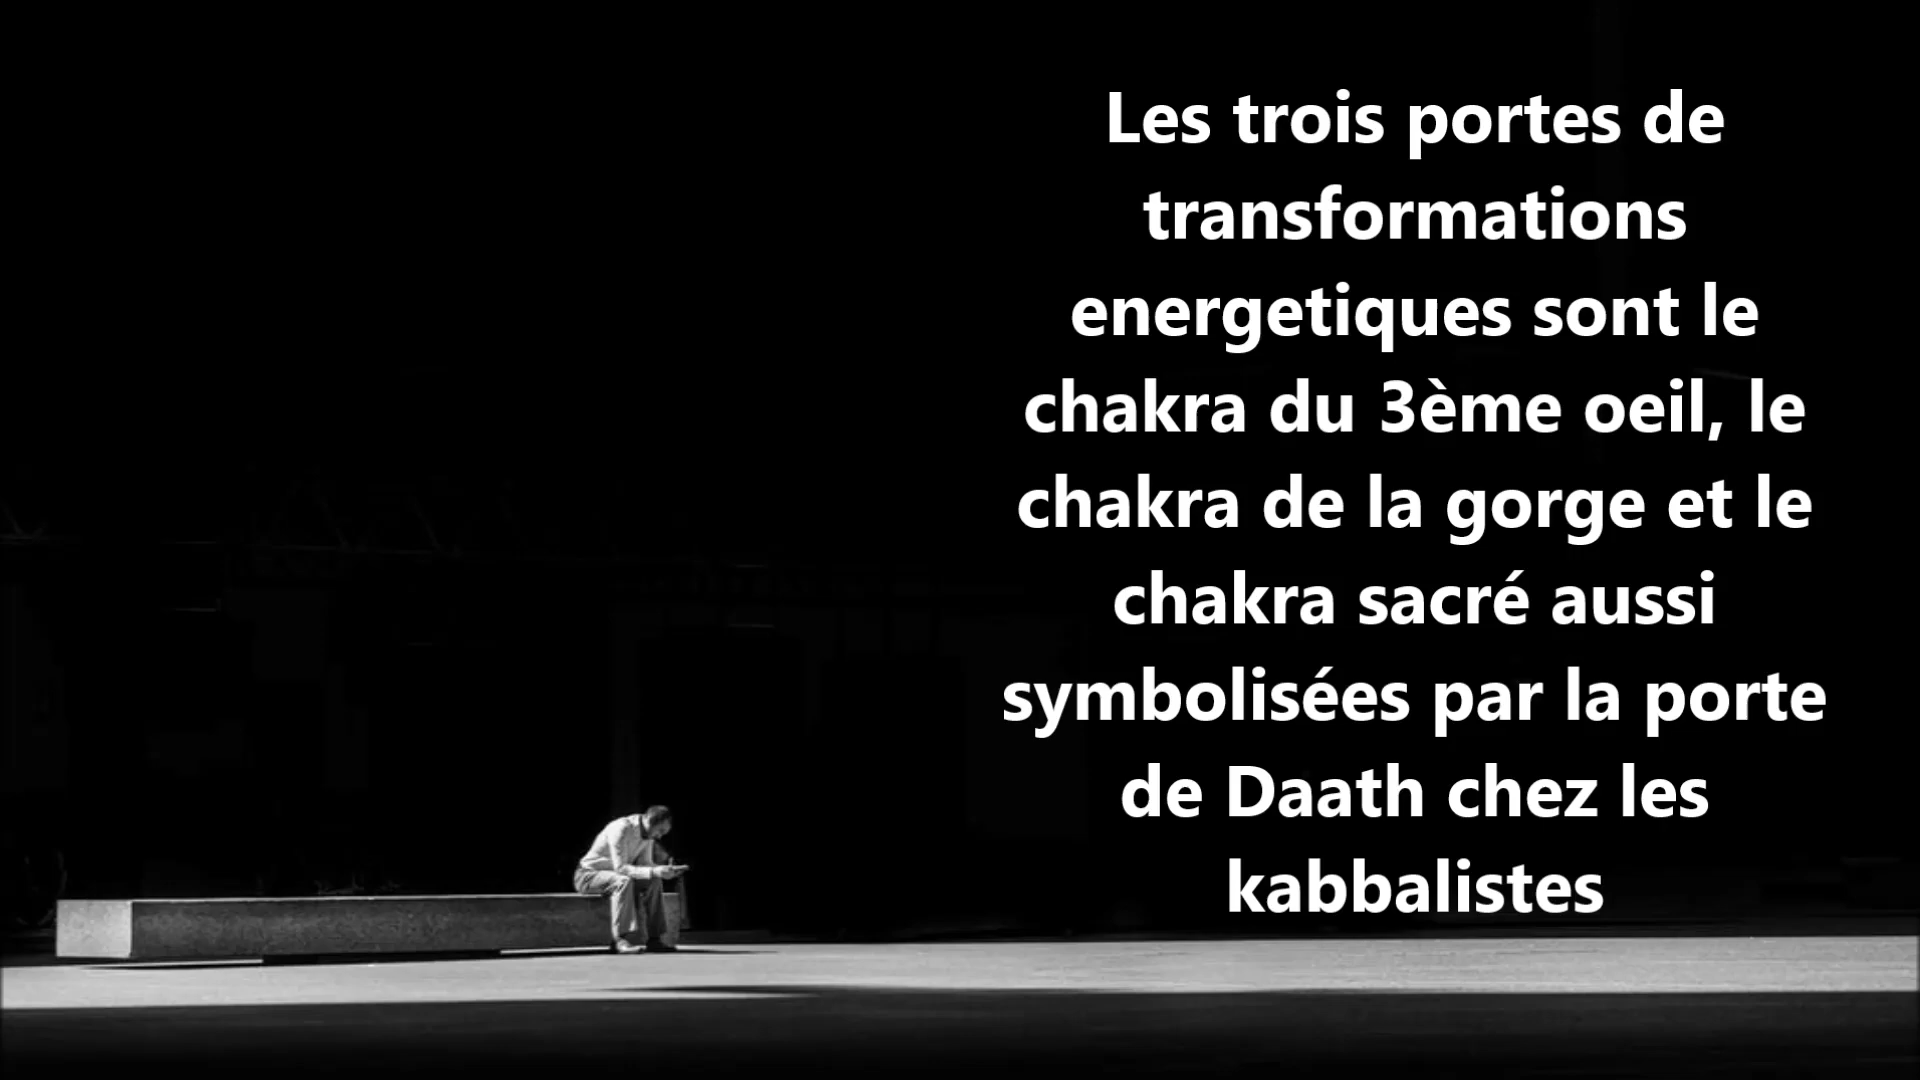 Les trois portes de
transformations
energetiques sont le
chakra du 3ème oeil, le
chakra de la gorge et le
chakra sacré aussi
symbolisées par la porte
de Daath chez les
kabbalistes